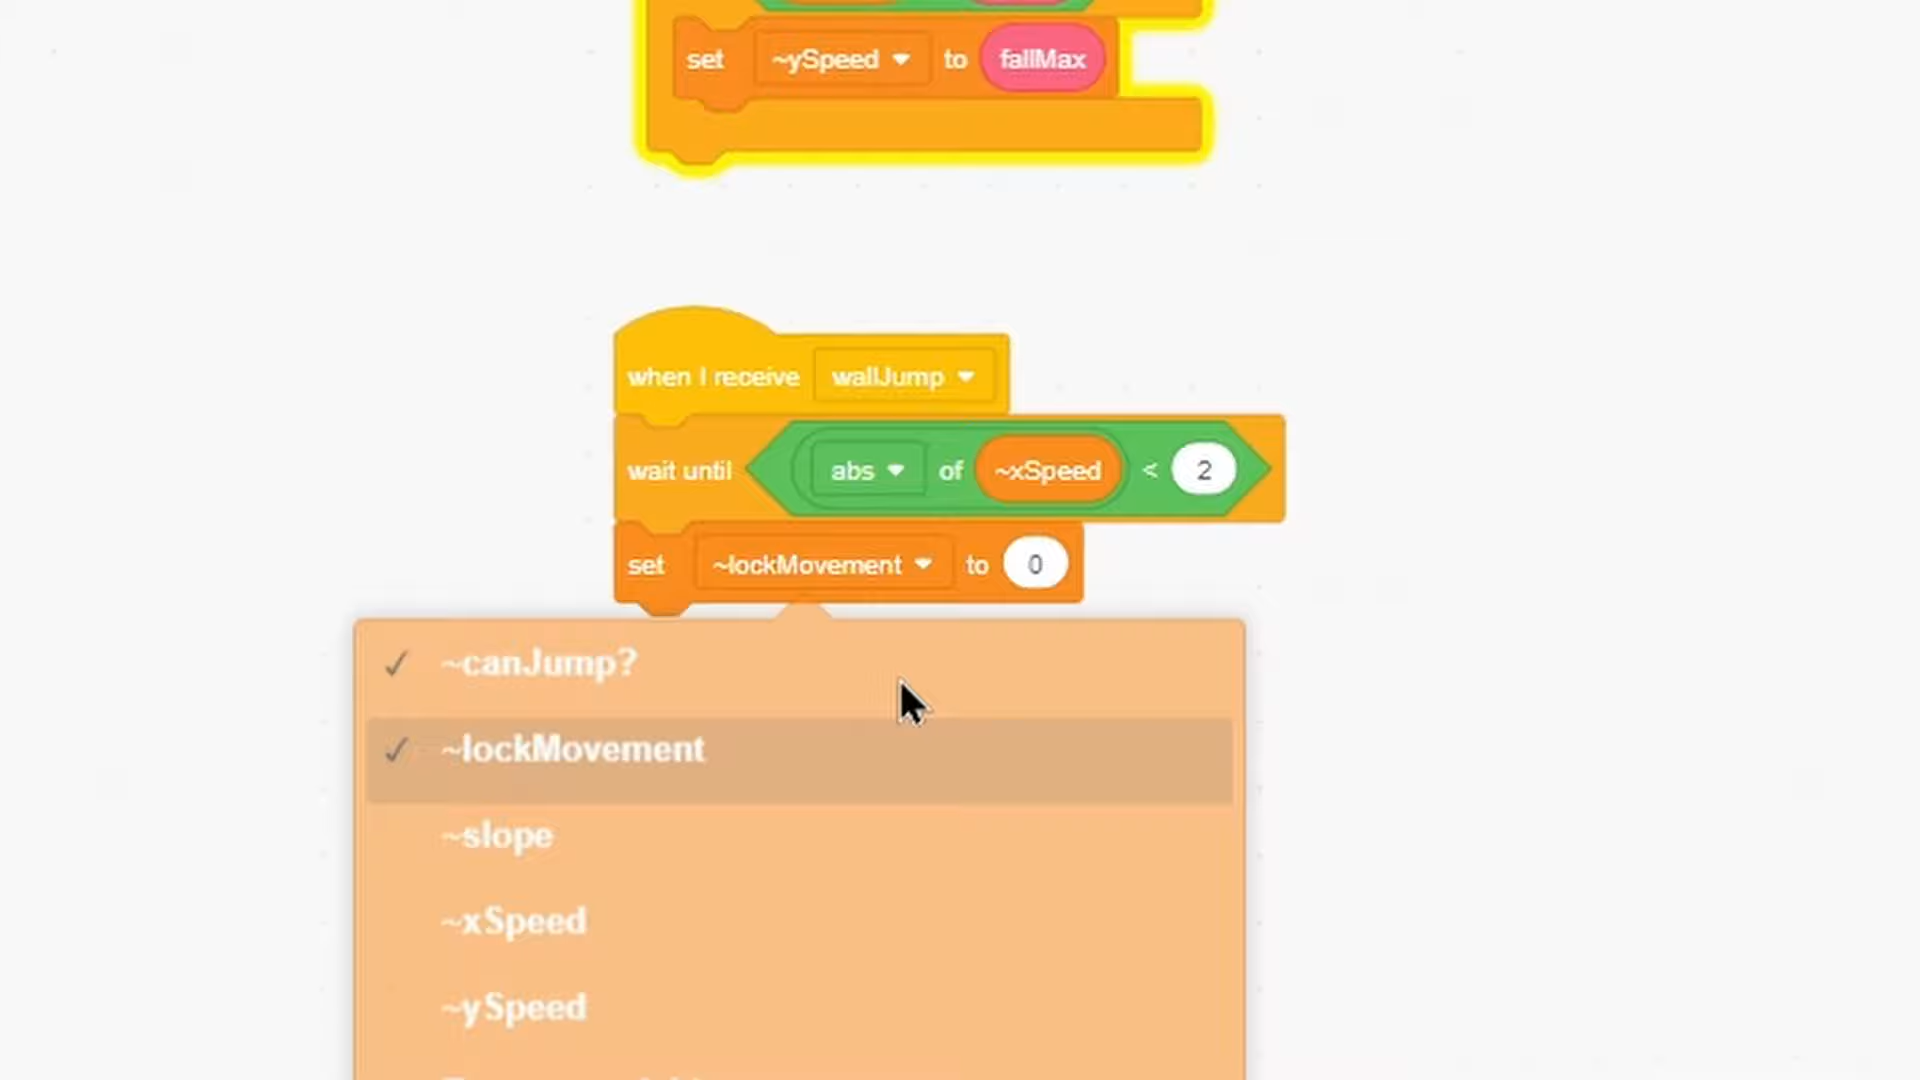 set ~ySpeed to fallMax
when I receive wallJump
wait until abs of ~xSpeed < 2
set ~lockMovement to 0
✓ ~canJump?
✓ ~lockMovement
~slope
~xSpeed
~ySpeed